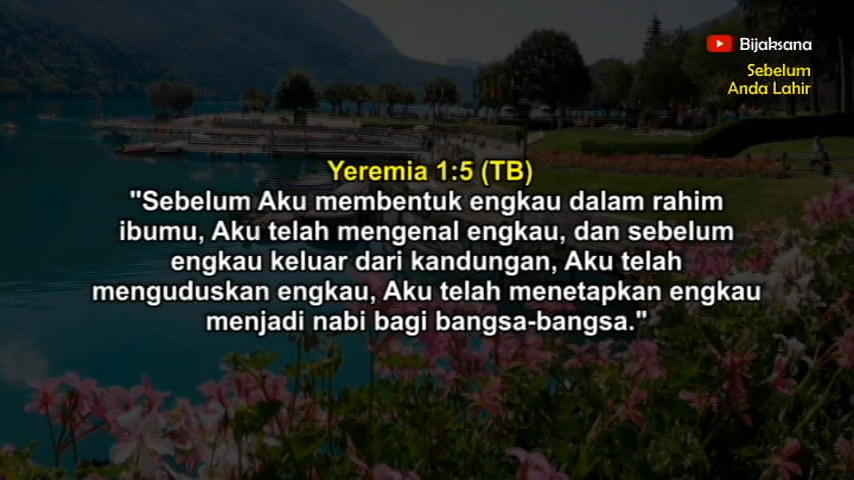 Bijaksana
Sebelum
Anda Lahir
Yeremia 1:5 (TB)
"Sebelum Aku membentuk engkau dalam rahim
ibumu, Aku telah mengenal engkau, dan sebelum
engkau keluar dari kandungan, Aku telah
menguduskan engkau, Aku telah menetapkan engkau
menjadi nabi bagi bangsa-bangsa."